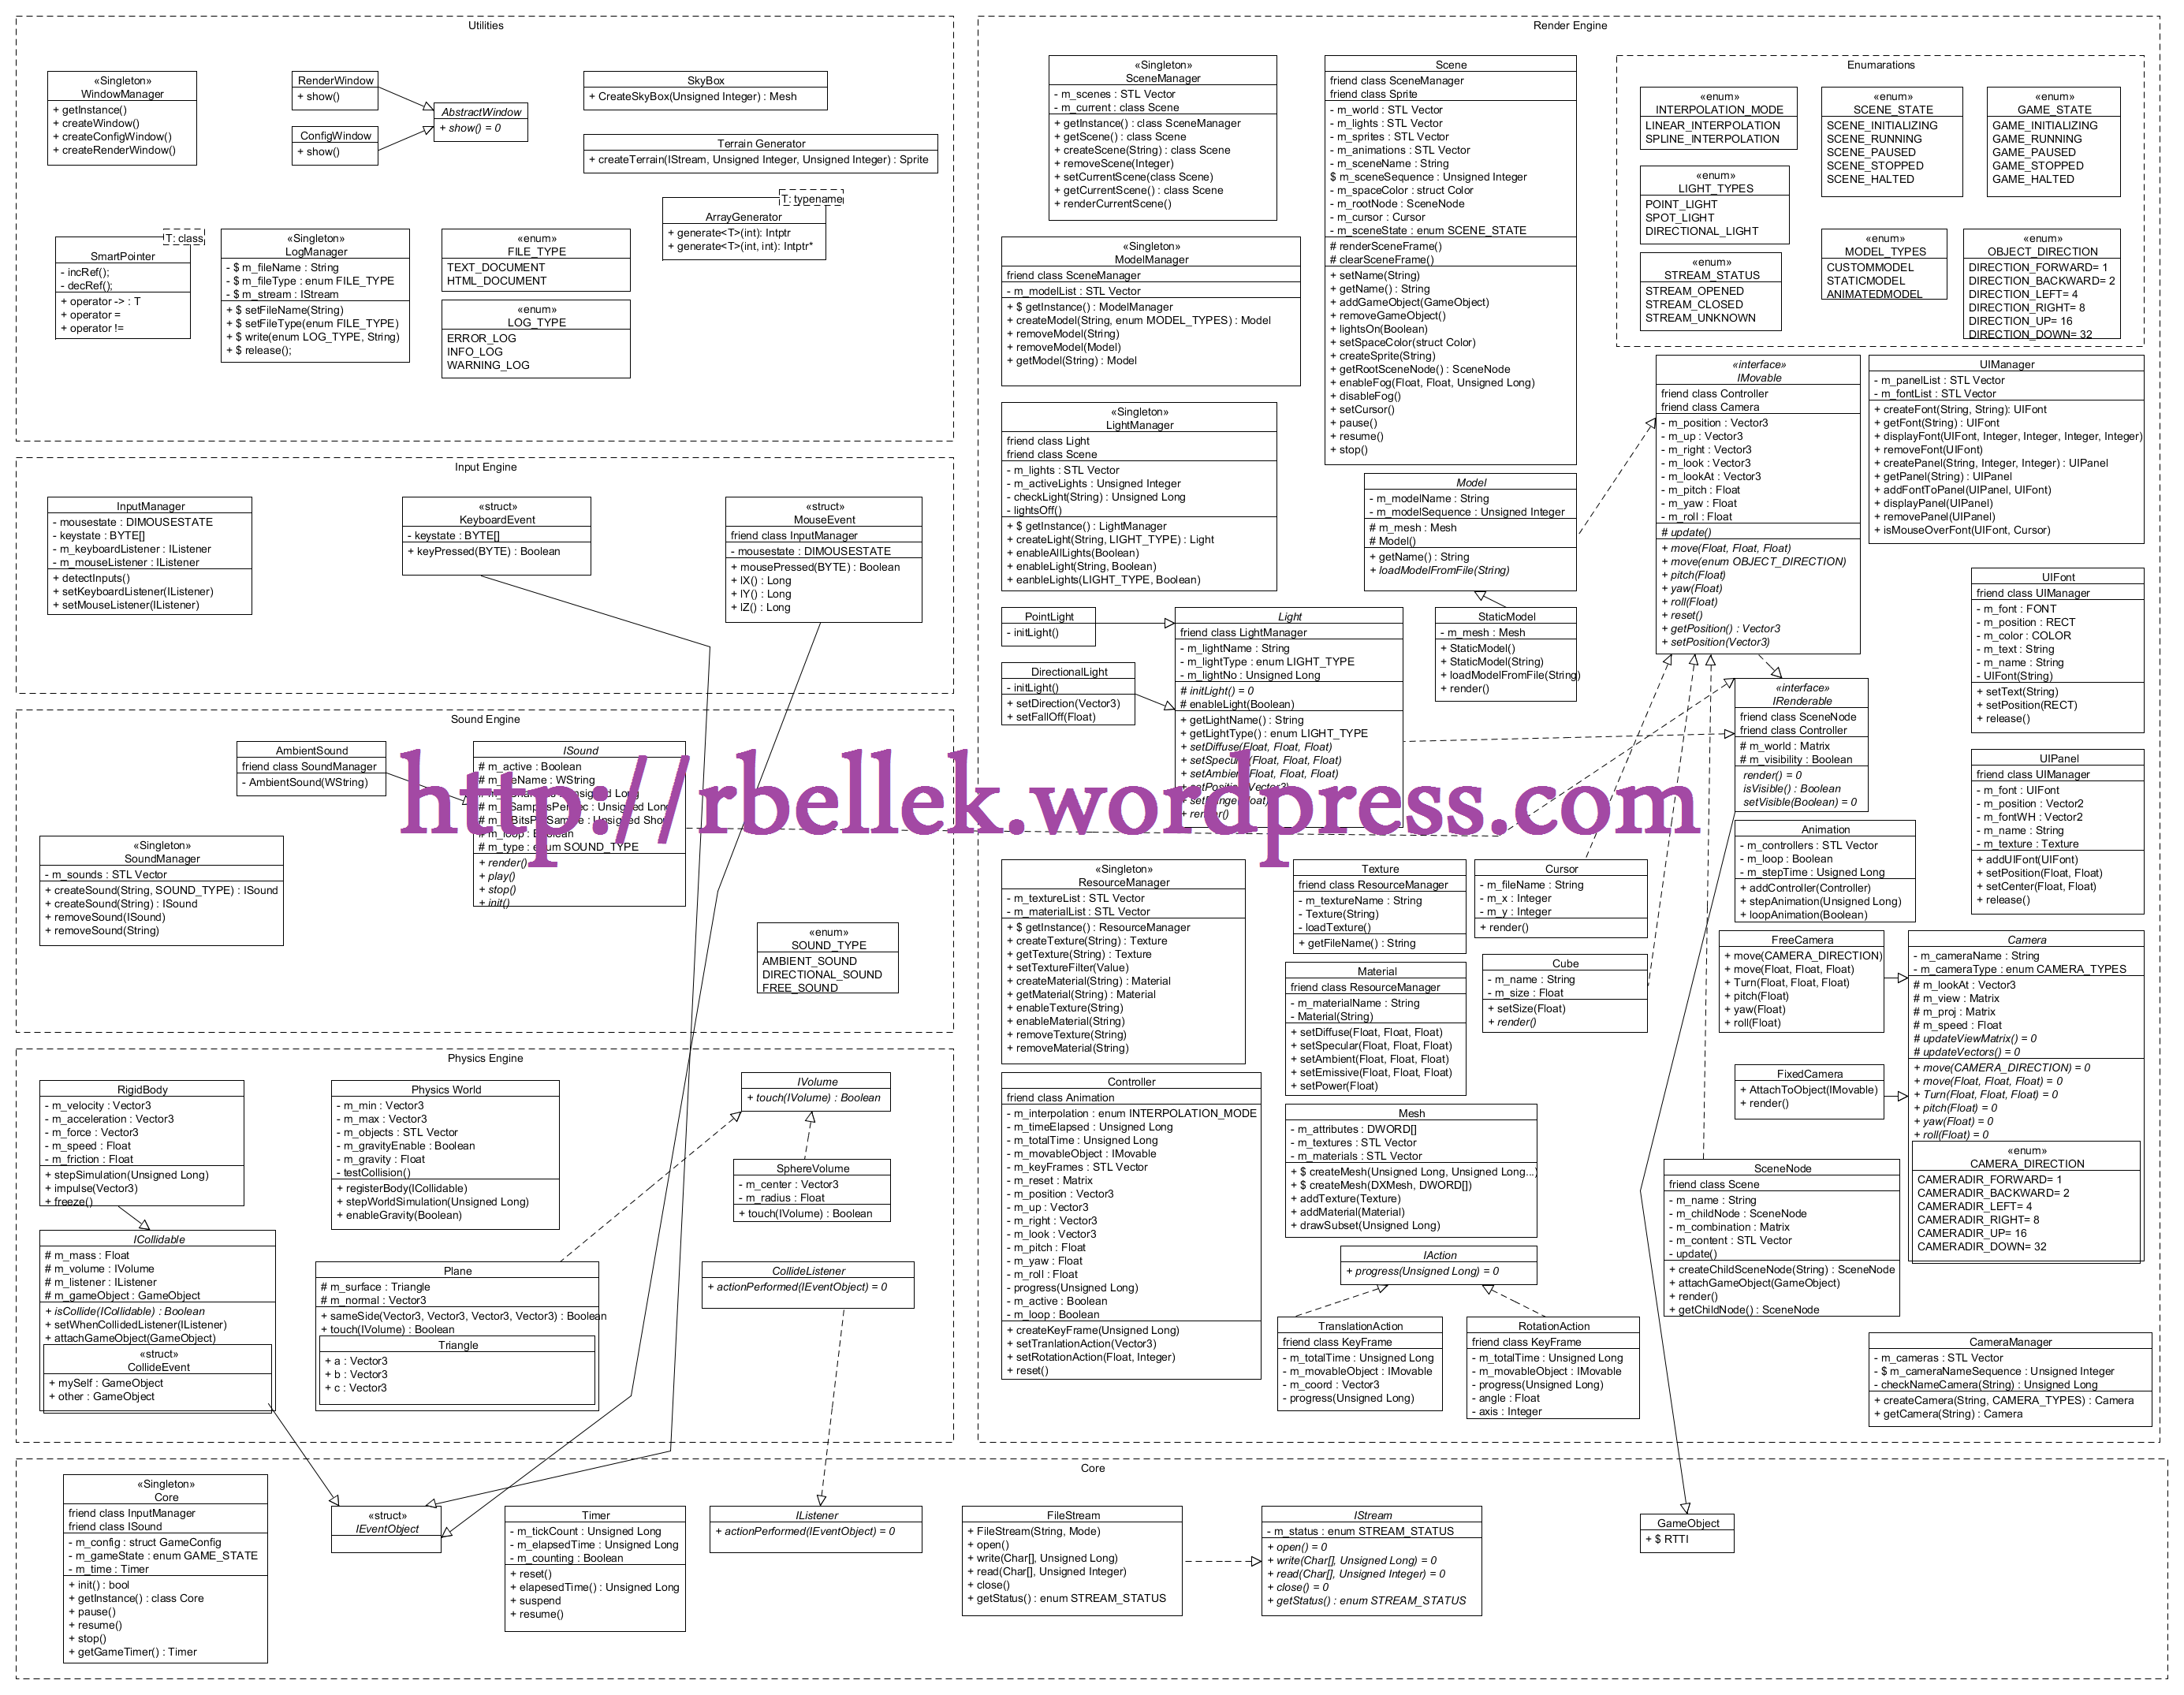 Utilities
«Singleton»
WindowManager
+ getInstance()
+ createWindow()
+ createConfigWindow()
+ createRenderWindow()
RenderWindow
+ show()
ConfigWindow
+ show()
AbstractWindow
+ show() = 0
SkyBox
+ CreateSkyBox(Unsigned Integer) : Mesh
Terrain Generator
+ createTerrain(IStream, Unsigned Integer, Unsigned Integer) : Sprite
T: typename
ArrayGenerator
+ generate<T>(int): Intptr
+ generate<T>(int, int): Intptr*
T: class
SmartPointer
- incRef();
- decRef();
+ operator -> : T
+ operator =
+ operator !=
«Singleton»
LogManager
- $ m_fileName : String
- $ m_fileType : enum FILE_TYPE
- $ m_stream : IStream
+ $ setFileName(String)
+ $ setFileType(enum FILE_TYPE)
+ $ write(enum LOG_TYPE, String)
+ $ release();
«enum»
FILE_TYPE
TEXT_DOCUMENT
HTML_DOCUMENT
«enum»
LOG_TYPE
ERROR_LOG
INFO_LOG
WARNING_LOG
Input Engine
InputManager
- mousestate : DIMOUSESTATE
- keystate : BYTE[]
- m_keyboardListener : IListener
- m_mouseListener : IListener
+ detectInputs()
+ setKeyboardListener(IListener)
+ setMouseListener(IListener)
«struct»
KeyboardEvent
- keystate : BYTE[]
+ keyPressed(BYTE) : Boolean
«struct»
MouseEvent
friend class InputManager
- mousestate : DIMOUSESTATE
+ mousePressed(BYTE) : Boolean
+ lX() : Long
+ lY() : Long
+ lZ() : Long
Sound Engine
AmbientSound
friend class SoundManager
- AmbientSound(WString)
ISound
# m_active : Boolean
# m_fileName : WString
Unsigned Long
Unsigned Long
Unsigned Short
# m_loop : Boolean
# m_type : enum SOUND_TYPE
+ render()
+ play()
+ stop()
+ init()
«Singleton»
SoundManager
- m_sounds : STL Vector
+ createSound(String, SOUND_TYPE) : ISound
+ createSound(String) : ISound
+ removeSound(ISound)
+ removeSound(String)
«enum»
SOUND_TYPE
AMBIENT_SOUND
DIRECTIONAL_SOUND
FREE_SOUND
Physics Engine
RigidBody
- m_velocity : Vector3
- m_acceleration : Vector3
- m_force : Vector3
- m_speed : Float
- m_friction : Float
+ stepSimulation(Unsigned Long)
+ impulse(Vector3)
+ freeze()
Physics World
- m_min : Vector3
- m_max : Vector3
- m_objects : STL Vector
- m_gravityEnable : Boolean
- m_gravity : Float
- testCollision()
+ registerBody(ICollidable)
+ stepWorldSimulation(Unsigned Long)
+ enableGravity(Boolean)
IVolume
+ touch(IVolume) : Boolean
SphereVolume
- m_center : Vector3
- m_radius : Float
+ touch(IVolume) : Boolean
ICollidable
# m_mass : Float
# m_volume : IVolume
# m_listener : IListener
# m_gameObject : GameObject
+ isCollide(ICollidable) : Boolean
+ setWhenCollidedListener(IListener)
+ attachGameObject(GameObject)
«struct»
CollideEvent
+ mySelf : GameObject
+ other : GameObject
Plane
# m_surface : Triangle
# m_normal : Vector3
+ sameSide(Vector3, Vector3, Vector3, Vector3) : Boolean
+ touch(IVolume) : Boolean
Triangle
+ a : Vector3
+ b : Vector3
+ c : Vector3
CollideListener
+ actionPerformed(IEventObject) = 0
Render Engine
«Singleton»
SceneManager
- m_scenes : STL Vector
- m_current : class Scene
+ getInstance() : class SceneManager
+ getScene() : class Scene
+ createScene(String) : class Scene
+ removeScene(Integer)
+ setCurrentScene(class Scene)
+ getCurrentScene() : class Scene
+ renderCurrentScene()
«Singleton»
ModelManager
friend class SceneManager
- m_modelList : STL Vector
+ $ getInstance() : ModelManager
+ createModel(String, enum MODEL_TYPES) : Model
+ removeModel(String)
+ removeModel(Model)
+ getModel(String) : Model
«Singleton»
LightManager
friend class Light
friend class Scene
- m_lights : STL Vector
- m_activeLights : Unsigned Integer
- checkLight(String) : Unsigned Long
- lightsOff()
+ $ getInstance() : LightManager
+ createLight(String, LIGHT_TYPE) : Light
+ enableAllLights(Boolean)
+ enableLight(String, Boolean)
+ eanbleLights(LIGHT_TYPE, Boolean)
Scene
friend class SceneManager
friend class Sprite
- m_world : STL Vector
- m_lights : STL Vector
- m_sprites : STL Vector
- m_animations : STL Vector
- m_sceneName : String
$ m_sceneSequence : Unsigned Integer
- m_spaceColor : struct Color
- m_rootNode : SceneNode
- m_cursor : Cursor
- m_sceneState : enum SCENE_STATE
# renderSceneFrame()
# clearSceneFrame()
+ setName(String)
+ getName() : String
+ addGameObject(GameObject)
+ removeGameObject()
+ lightsOn(Boolean)
+ setSpaceColor(struct Color)
+ createSprite(String)
+ getRootSceneNode() : SceneNode
+ enableFog(Float, Float, Unsigned Long)
+ disableFog()
+ setCursor()
+ pause()
+ resume()
+ stop()
Enumarations
«enum»
INTERPOLATION_MODE
LINEAR_INTERPOLATION
SPLINE_INTERPOLATION
«enum»
SCENE_STATE
SCENE_INITIALIZING
SCENE_RUNNING
SCENE_PAUSED
SCENE_STOPPED
SCENE_HALTED
«enum»
GAME_STATE
GAME_INITIALIZING
GAME_RUNNING
GAME_PAUSED
GAME_STOPPED
GAME_HALTED
«enum»
LIGHT_TYPES
POINT_LIGHT
SPOT_LIGHT
DIRECTIONAL_LIGHT
«enum»
STREAM_STATUS
STREAM_OPENED
STREAM_CLOSED
STREAM_UNKNOWN
«enum»
MODEL_TYPES
CUSTOMMODEL
STATICMODEL
ANIMATEDMODEL
«enum»
OBJECT_DIRECTION
DIRECTION_FORWARD= 1
DIRECTION_BACKWARD= 2
DIRECTION_LEFT= 4
DIRECTION_RIGHT= 8
DIRECTION_UP= 16
DIRECTION_DOWN= 32
Model
- m_modelName : String
- m_modelSequence : Unsigned Integer
# m_mesh : Mesh
# Model()
+ getName() : String
+ loadModelFromFile(String)
«interface»
IMovable
friend class Controller
friend class Camera
- m_position : Vector3
- m_up : Vector3
- m_right : Vector3
- m_look : Vector3
- m_lookAt : Vector3
- m_pitch : Float
- m_yaw : Float
- m_roll : Float
# update()
+ move(Float, Float, Float)
+ move(enum OBJECT_DIRECTION)
+ pitch(Float)
+ yaw(Float)
+ roll(Float)
+ reset()
+ getPosition() : Vector3
+ setPosition(Vector3)
UIManager
- m_panelList : STL Vector
- m_fontList : STL Vector
+ createFont(String, String): UIFont
+ getFont(String) : UIFont
+ displayFont(UIFont, Integer, Integer, Integer, Integer)
+ removeFont(UIFont)
+ createPanel(String, Integer, Integer) : UIPanel
+ getPanel(String) : UIPanel
+ addFontToPanel(UIPanel, UIFont)
+ displayPanel(UIPanel)
+ removePanel(UIPanel)
+ isMouseOverFont(UIFont, Cursor)
PointLight
- initLight()
DirectionalLight
- initLight()
+ setDirection(Vector3)
+ setFallOff(Float)
Light
friend class LightManager
- m_lightName : String
- m_lightType : enum LIGHT_TYPE
- m_lightNo : Unsigned Long
# initLight() = 0
# enableLight(Boolean)
+ getLightName() : String
+ getLightType() : enum LIGHT_TYPE
+ setDiffuse(Float, Float, Float)
+ setSpecular(Float, Float, Float)
+ setAmbient(Float, Float, Float)
+ setPosition(Vector3)
+ setRange(Float)
+ render()
StaticModel
- m_mesh : Mesh
+ StaticModel()
+ StaticModel(String)
+ loadModelFromFile(String)
+ render()
«interface»
IRenderable
friend class SceneNode
friend class Controller
# m_world : Matrix
# m_visibility : Boolean
render() = 0
isVisible() : Boolean
setVisible(Boolean) = 0
UIFont
friend class UIManager
- m_font : FONT
- m_position : RECT
- m_color : COLOR
- m_text : String
- m_name : String
- UIFont(String)
+ setText(String)
+ setPosition(RECT)
+ release()
UIPanel
friend class UIManager
- m_font : UIFont
- m_position : Vector2
- m_fontWH : Vector2
- m_name : String
- m_texture : Texture
+ addUIFont(UIFont)
+ setPosition(Float, Float)
+ setCenter(Float, Float)
+ release()
http://rbellek.wordpress.com
Animation
- m_controllers : STL Vector
- m_loop : Boolean
- m_stepTime : Usigned Long
+ addController(Controller)
+ stepAnimation(Unsigned Long)
+ loopAnimation(Boolean)
«Singleton»
ResourceManager
- m_textureList : STL Vector
- m_materialList : STL Vector
+ $ getInstance() : ResourceManager
+ createTexture(String) : Texture
+ getTexture(String) : Texture
+ setTextureFilter(Value)
+ createMaterial(String) : Material
+ getMaterial(String) : Material
+ enableTexture(String)
+ enableMaterial(String)
+ removeTexture(String)
+ removeMaterial(String)
Texture
friend class ResourceManager
- m_textureName : String
- Texture(String)
- loadTexture()
+ getFileName() : String
Cursor
- m_fileName : String
- m_x : Integer
- m_y : Integer
+ render()
Material
friend class ResourceManager
- m_materialName : String
- Material(String)
+ setDiffuse(Float, Float, Float)
+ setSpecular(Float, Float, Float)
+ setAmbient(Float, Float, Float)
+ setEmissive(Float, Float, Float)
+ setPower(Float)
Cube
- m_name : String
- m_size : Float
+ setSize(Float)
+ render()
FreeCamera
+ move(CAMERA_DIRECTION)
+ move(Float, Float, Float)
+ Turn(Float, Float, Float)
+ pitch(Float)
+ yaw(Float)
+ roll(Float)
FixedCamera
+ AttachToObject(IMovable)
+ render()
Camera
- m_cameraName : String
- m_cameraType : enum CAMERA_TYPES
# m_lookAt : Vector3
# m_view : Matrix
# m_proj : Matrix
# m_speed : Float
# updateViewMatrix() = 0
# updateVectors() = 0
+ move(CAMERA_DIRECTION) = 0
+ move(Float, Float, Float) = 0
+ Turn(Float, Float, Float) = 0
+ pitch(Float) = 0
+ yaw(Float) = 0
+ roll(Float) = 0
«enum»
CAMERA_DIRECTION
CAMERADIR_FORWARD= 1
CAMERADIR_BACKWARD= 2
CAMERADIR_LEFT= 4
CAMERADIR_RIGHT= 8
CAMERADIR_UP= 16
CAMERADIR_DOWN= 32
Controller
friend class Animation
- m_interpolation : enum INTERPOLATION_MODE
- m_timeElapsed : Unsigned Long
- m_totalTime : Unsigned Long
- m_movableObject : IMovable
- m_keyFrames : STL Vector
- m_reset : Matrix
- m_position : Vector3
- m_up : Vector3
- m_right : Vector3
- m_look : Vector3
- m_pitch : Float
- m_yaw : Float
- m_roll : Float
- progress(Unsigned Long)
- m_active : Boolean
- m_loop : Boolean
+ createKeyFrame(Unsigned Long)
+ setTranlationAction(Vector3)
+ setRotationAction(Float, Integer)
+ reset()
Mesh
- m_attributes : DWORD[]
- m_textures : STL Vector
- m_materials : STL Vector
+ $ createMesh(Unsigned Long, Unsigned Long...)
+ $ createMesh(DXMesh, DWORD[])
+ addTexture(Texture)
+ addMaterial(Material)
+ drawSubset(Unsigned Long)
IAction
+ progress(Unsigned Long) = 0
TranslationAction
friend class KeyFrame
- m_totalTime : Unsigned Long
- m_movableObject : IMovable
- m_coord : Vector3
- progress(Unsigned Long)
RotationAction
friend class KeyFrame
- m_totalTime : Unsigned Long
- m_movableObject : IMovable
- progress(Unsigned Long)
- angle : Float
- axis : Integer
SceneNode
friend class Scene
- m_name : String
- m_childNode : SceneNode
- m_combination : Matrix
- m_content : STL Vector
- update()
+ createChildSceneNode(String) : SceneNode
+ attachGameObject(GameObject)
+ render()
+ getChildNode() : SceneNode
CameraManager
- m_cameras : STL Vector
- $ m_cameraNameSequence : Unsigned Integer
- checkNameCamera(String) : Unsigned Long
+ createCamera(String, CAMERA_TYPES) : Camera
+ getCamera(String) : Camera
Core
«Singleton»
Core
friend class InputManager
friend class ISound
- m_config : struct GameConfig
- m_gameState : enum GAME_STATE
- m_time : Timer
+ init() : bool
+ getInstance() : class Core
+ pause()
+ resume()
+ stop()
+ getGameTimer() : Timer
«struct»
IEventObject
Timer
- m_tickCount : Unsigned Long
- m_elapsedTime : Unsigned Long
- m_counting : Boolean
+ reset()
+ elapesedTime() : Unsigned Long
+ suspend
+ resume()
IListener
+ actionPerformed(IEventObject) = 0
FileStream
+ FileStream(String, Mode)
+ open()
+ write(Char[], Unsigned Long)
+ read(Char[], Unsigned Integer)
+ close()
+ getStatus() : enum STREAM_STATUS
IStream
- m_status : enum STREAM_STATUS
+ open() = 0
+ write(Char[], Unsigned Long) = 0
+ read(Char[], Unsigned Integer) = 0
+ close() = 0
+ getStatus() : enum STREAM_STATUS
GameObject
+ $ RTTI